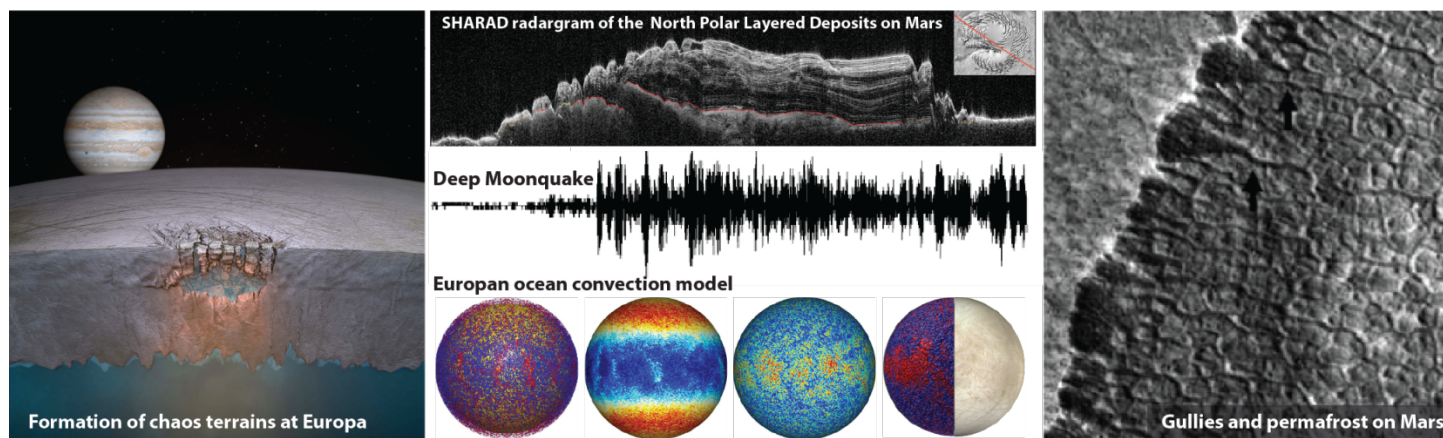 SHARAD radargram of the North Polar Layered Deposits on Mars
Deep Moonquake
European ocean convection model
Formation of chaos terrains at Europa
Gullies and permafrost on Mars